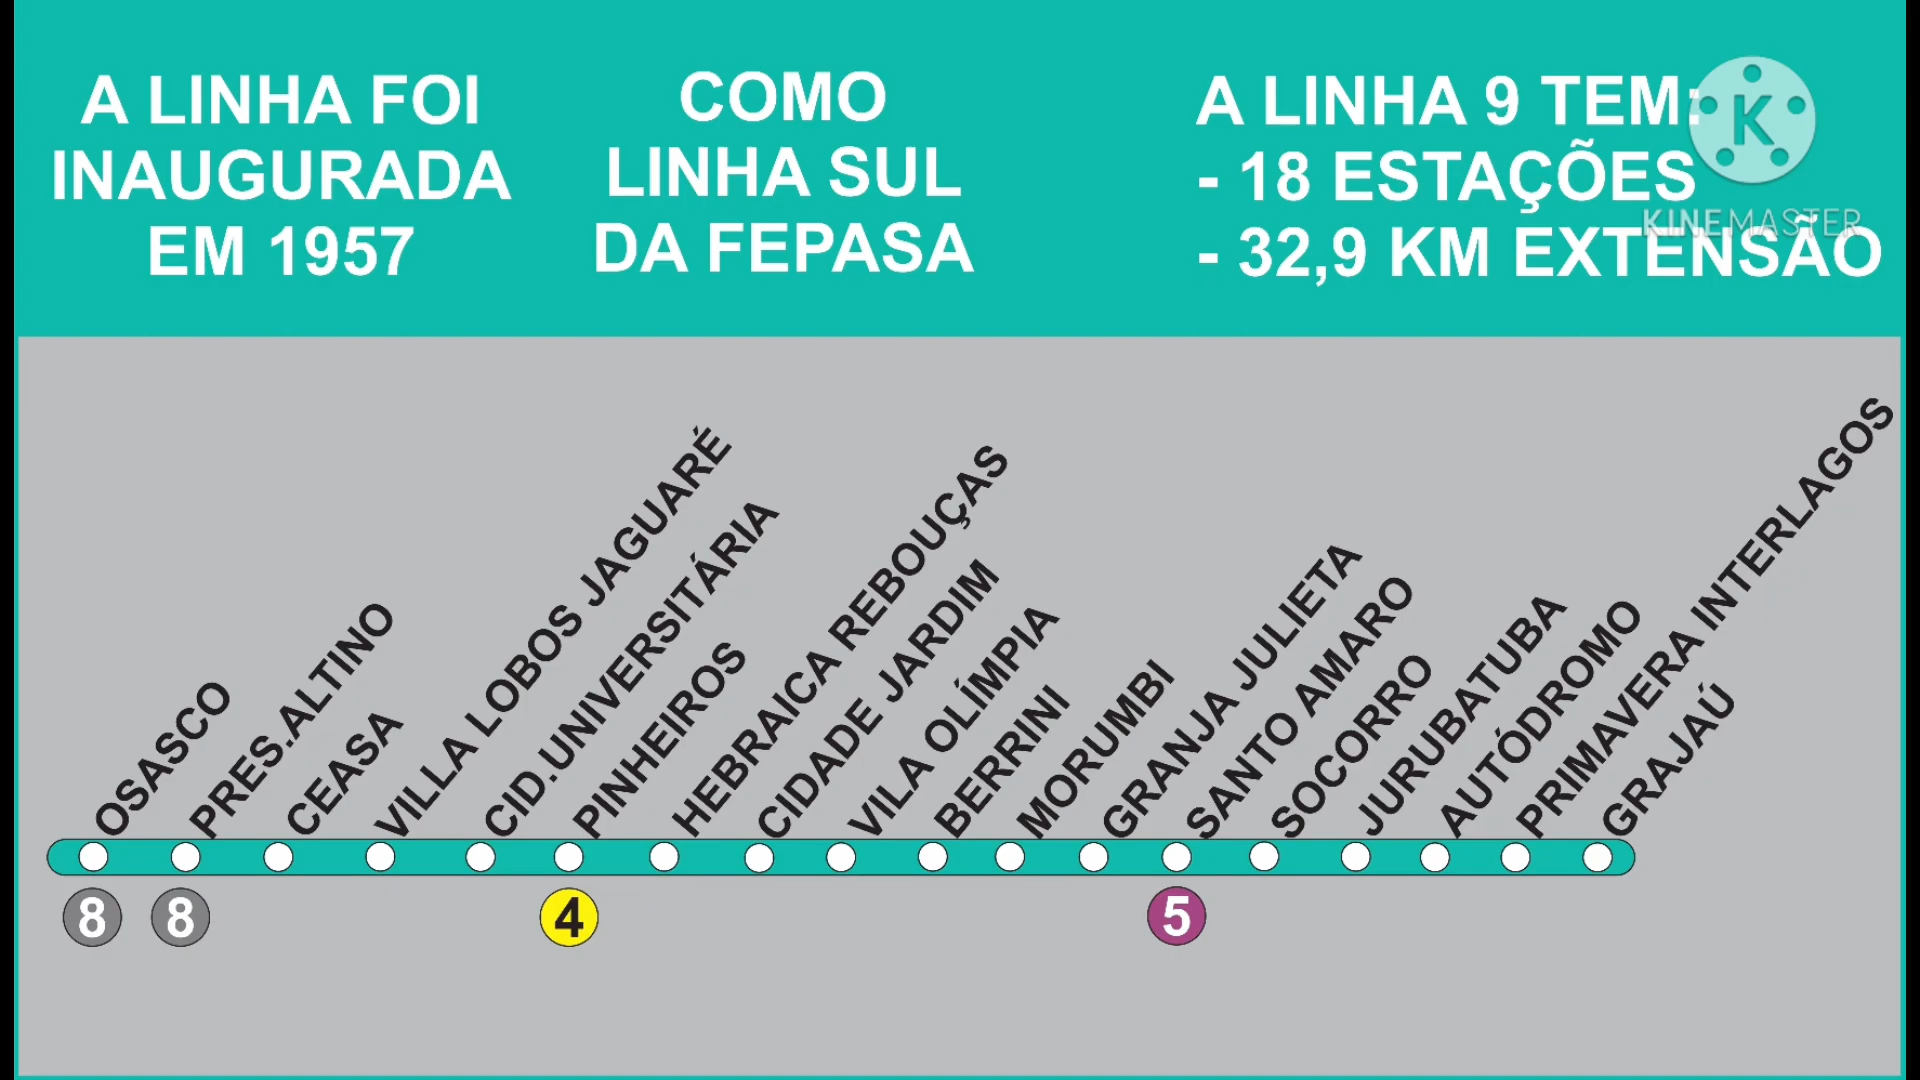 A LINHA FOI
INAUGURADA
EM 1957
COMO
LINHA SUL
DA FEPASA
A LINHA 9 TEM:
- 18 ESTAÇÕES
- 32,9 KM EXTENSÃO
K
KINEMASTER
OSASCO
PRES.ALTINO
CEASA
VILLA LOBOS JAGUARÉ
CID.UNIVERSITÁRIA
PINHEIROS
HEBRAICA REBOUÇAS
CIDADE JARDIM
VILA OLÍMPIA
BERRINI
MORUMBI
GRANJA JULIETA
SANTO AMARO
SOCORRO
JURUBATUBA
AUTÓDROMO
PRIMAVERA INTERLAGOS
GRAJAÚ
8
8
4
5